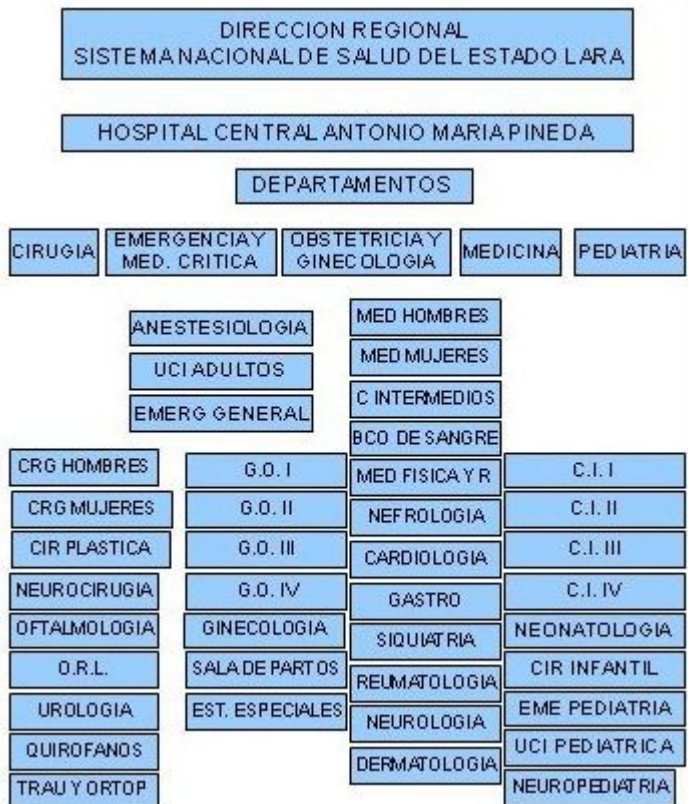 DIRECCION REGIONAL
SISTEMA NACIONAL DE SALUD DEL ESTADO LARA
HOSPITAL CENTRAL ANTONIO MARIA PINEDA
DEPARTAMENTOS
CIRUGIA
EMERGENCIA Y
MED. CRITICA
OBSTETRICIA Y
GINECOLOGIA
MEDICINA
PEDIATRIA
ANESTESIOLOGIA
UCI ADULTOS
EMERG GENERAL
CRG HOMBRES
CRG MUJERES
CIR PLASTICA
NEUROCIRUGIA
OFTALMOLOGIA
O.R.L.
UROLOGIA
QUIROFANOS
TRAU Y ORTOP
G.O. I
G.O. II
G.O. III
G.O. IV
GINECOLOGIA
SALA DE PARTOS
EST. ESPECIALES
MED HOMBRES
MED MUJERES
C INTERMEDIOS
BCO DE SANGRE
MED FISICA Y R
NEFROLOGIA
CARDIOLOGIA
GASTRO
SIQUIATRIA
REUMATOLOGIA
NEUROLOGIA
DERMATOLOGIA
C.I. I
C.I. II
C.I. III
C.I. IV
NEONATOLOGIA
CIR INFANTIL
EME PEDIATRIA
UCI PEDIATRICA
NEUROPEDIATRIA